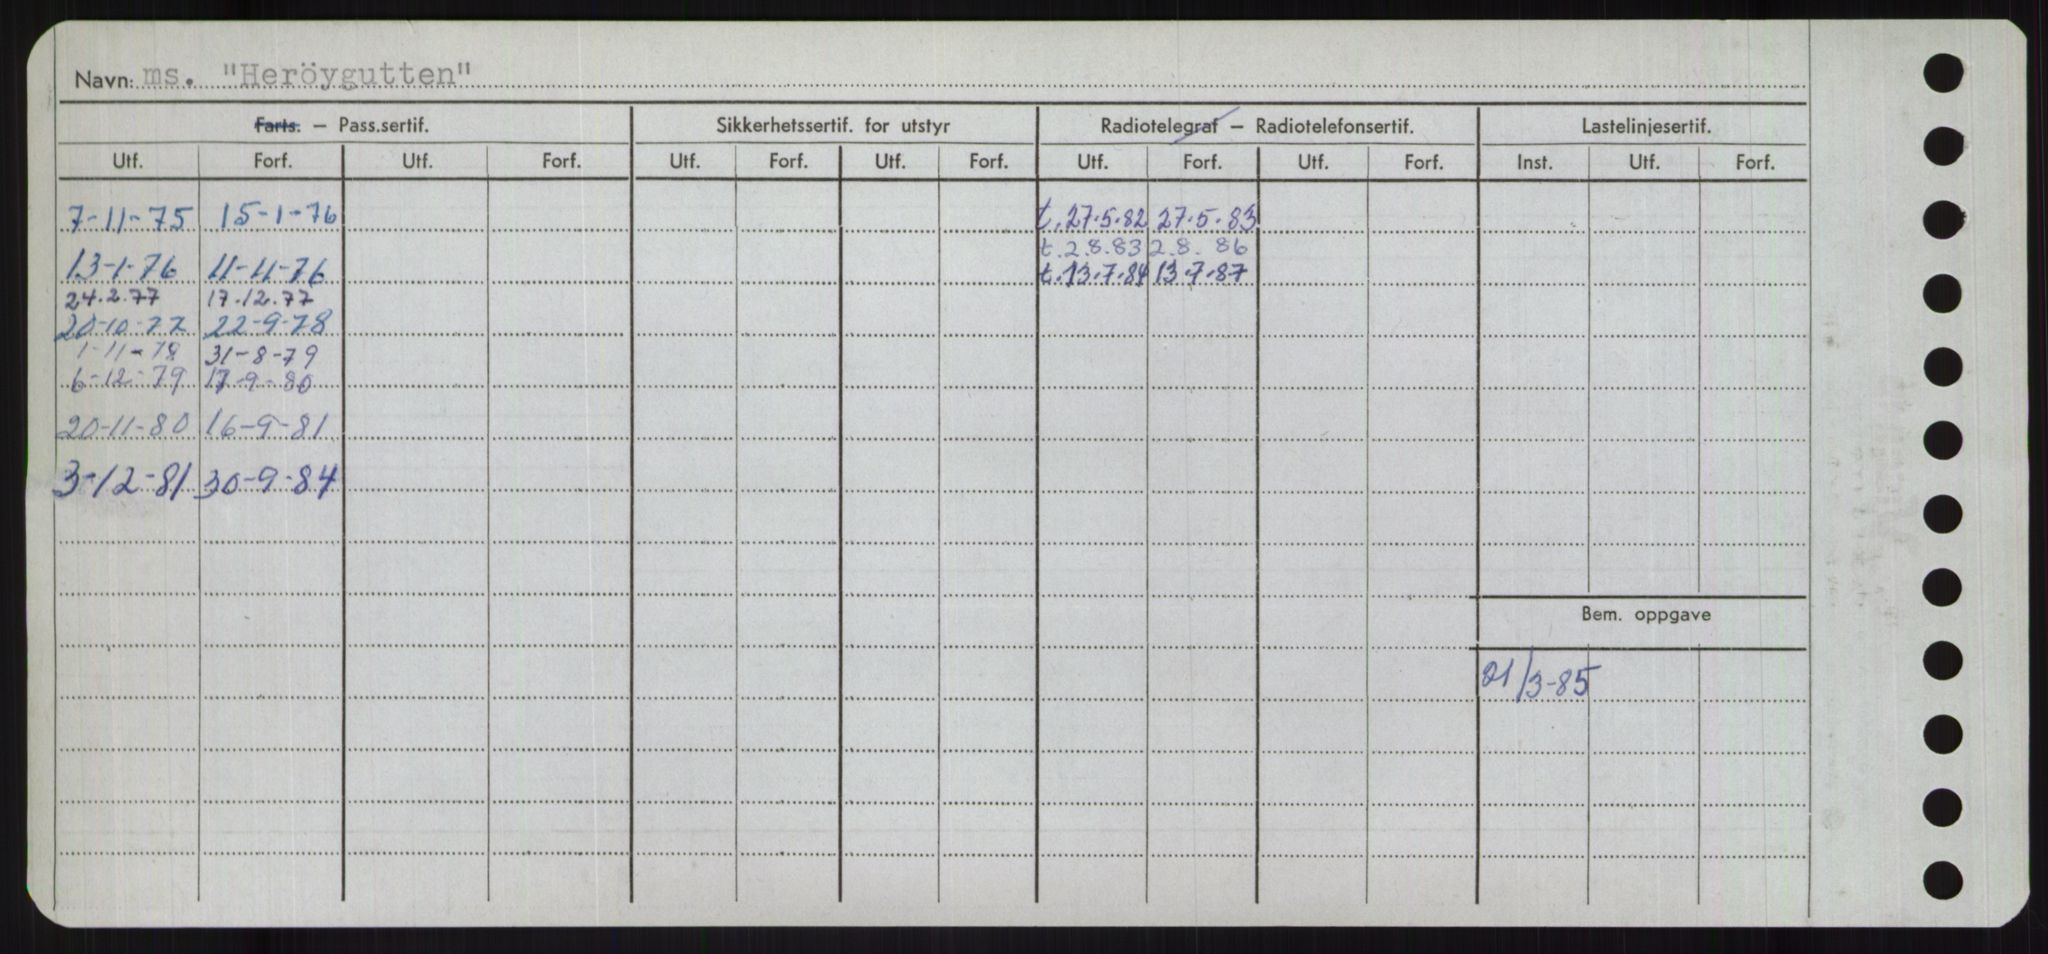 Navn: ms. "Heröygutten"
Farts. – Pass.sertif. Sikkerhetssertif. for utstyr Radiotelegraf – Radiotelefonsertif. Lastelinjesertif.
Utf. Forf. Utf. Forf. Utf. Forf. Utf. Forf. Utf. Forf. Utf. Forf. Inst. Utf. Forf.
7-11-75 15-1-76 t. 27.5.82 27.5.83
t. 2.8.83 2.8. 86
13-1-76 11-11-76 t. 13.7.84 13.7.87
24.2.77 17.12.77
20-10-77 22-9-78
1-11-78 31-8-79
6-12-79 17-9-80
20-11-80 16-9-81
3-12-81 30-9-84
Bem. oppgave
21/3-85